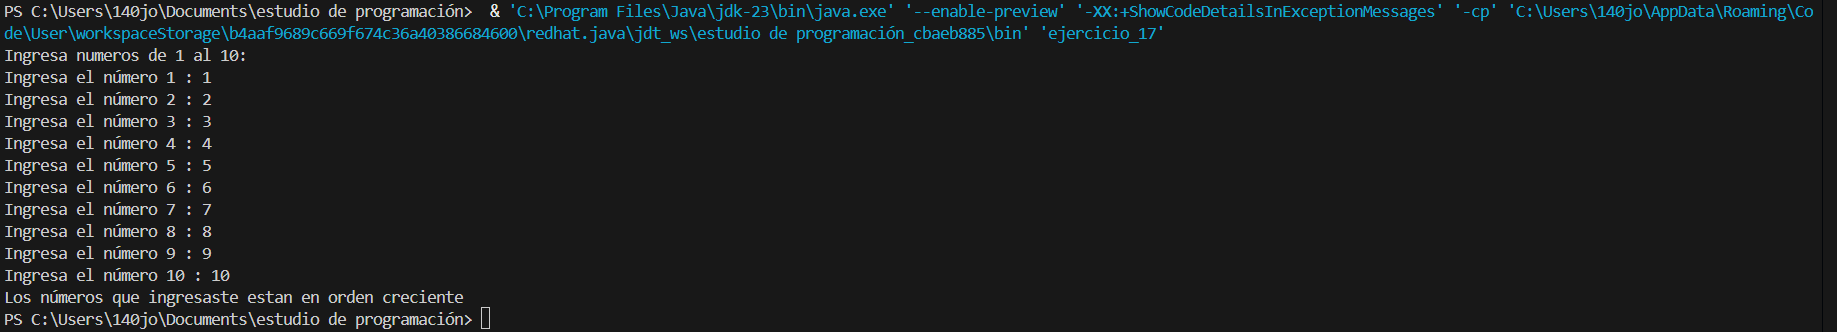 PS C:\Users\140jo\Documents\estudio de programación>  & 'C:\Program Files\Java\jdk-23\bin\java.exe' '--enable-preview' '-XX:+ShowCodeDetailsInExceptionMessages' '-cp' 'C:\Users\140jo\AppData\Roaming\Co
de\User\workspaceStorage\b4aaf9689c669f674c36a40386684600\redhat.java\jdt_ws\estudio de programación_cbaeb885\bin' 'ejercicio_17'
Ingresa numeros de 1 al 10:
Ingresa el número 1 : 1
Ingresa el número 2 : 2
Ingresa el número 3 : 3
Ingresa el número 4 : 4
Ingresa el número 5 : 5
Ingresa el número 6 : 6
Ingresa el número 7 : 7
Ingresa el número 8 : 8
Ingresa el número 9 : 9
Ingresa el número 10 : 10
Los números que ingresaste estan en orden creciente
PS C:\Users\140jo\Documents\estudio de programación>